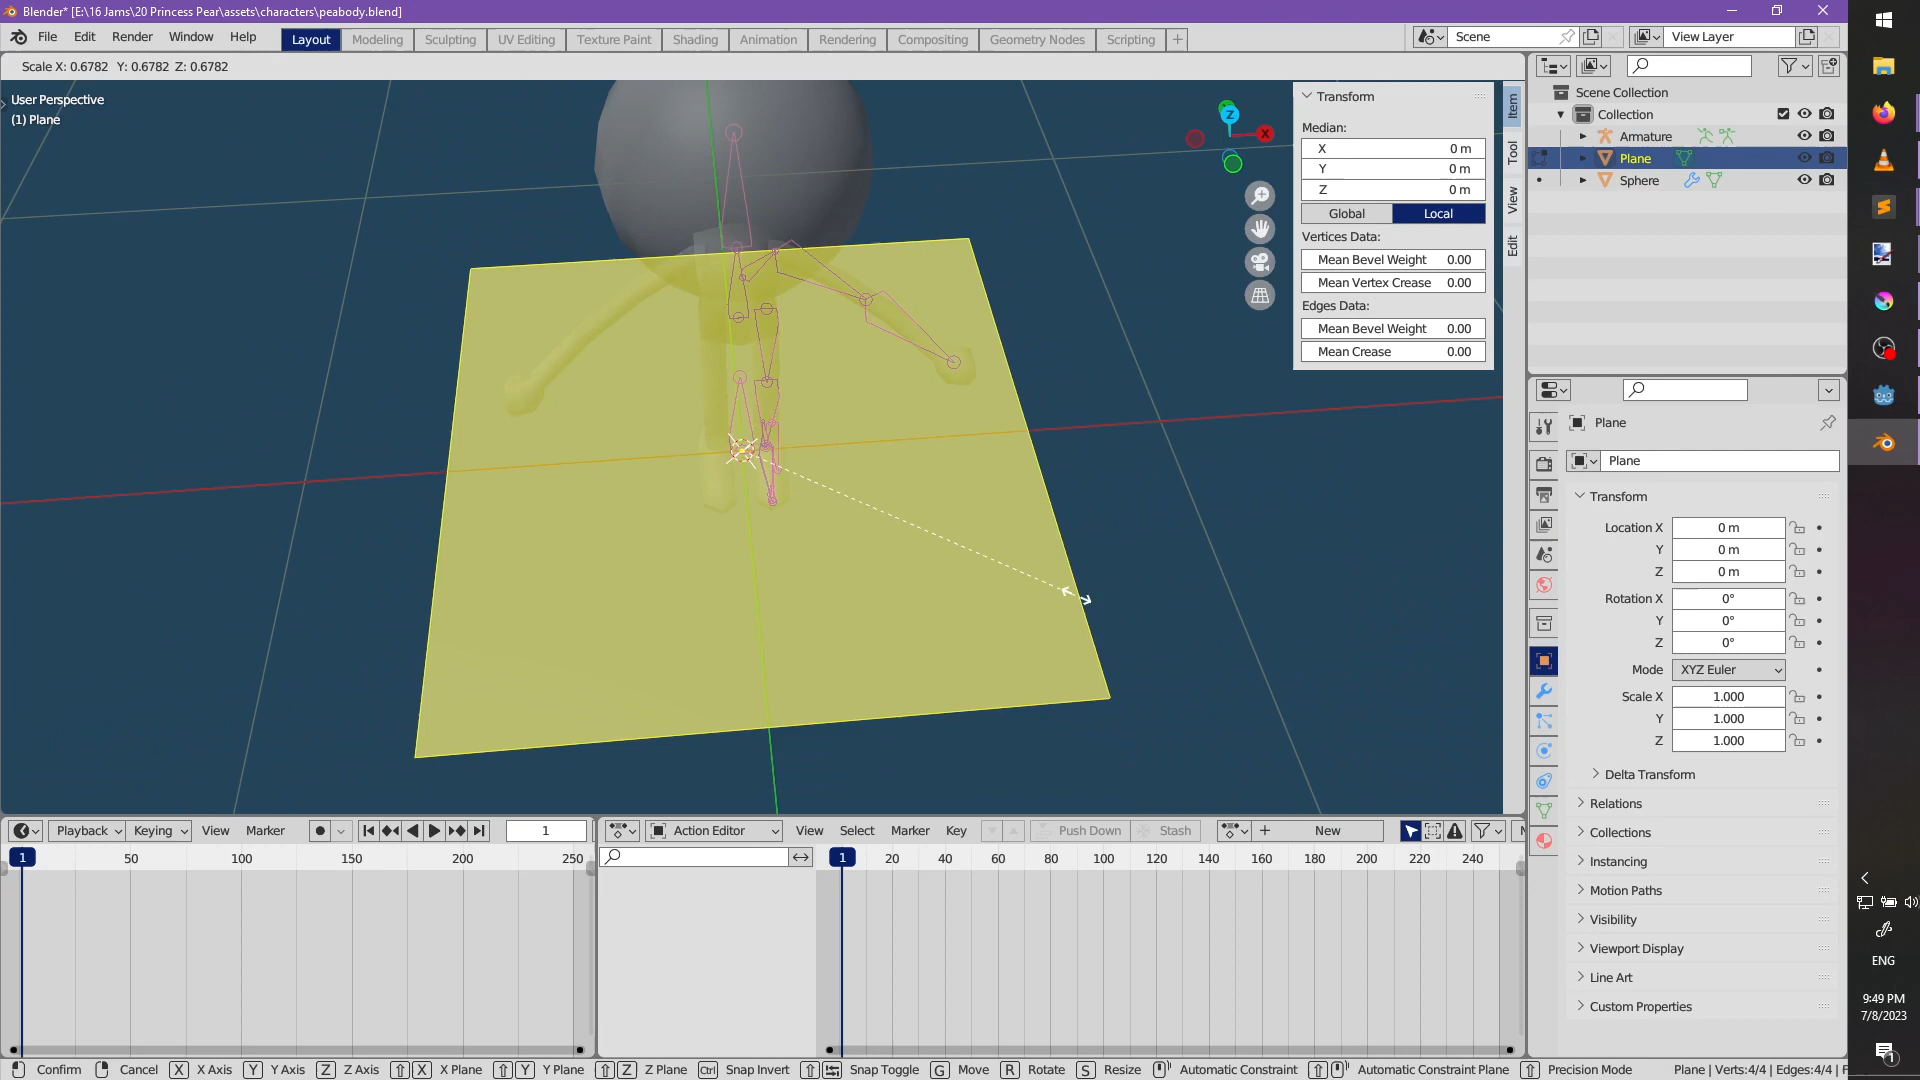 Blender* [E:\16 Jams\20 Princess Pear\assets\characters\peabody.blend]
File Edit Render Window Help Layout Modeling Sculpting UV Editing Texture Paint Shading Animation Rendering Compositing Geometry Nodes Scripting + Scene View Layer
Scale X: 0.6782 Y: 0.6782 Z: 0.6782
User Perspective
(1) Plane
Z
X
Transform
Median:
X 0 m
Y 0 m
Z 0 m
Global Local
Vertices Data:
Mean Bevel Weight 0.00
Mean Vertex Crease 0.00
Edges Data:
Mean Bevel Weight 0.00
Mean Crease 0.00
Item
Tool
View
Edit
Scene Collection
Collection
Armature
Plane
Sphere
Plane
Plane
Transform
Location X 0 m
Y 0 m
Z 0 m
Rotation X 0°
Y 0°
Z 0°
Mode XYZ Euler
Scale X 1.000
Y 1.000
Z 1.000
Delta Transform
Relations
Collections
Instancing
Motion Paths
Visibility
Viewport Display
Line Art
Custom Properties
Playback Keying View Marker 1
1 50 100 150 200 250
Action Editor View Select Marker Key Push Down Stash + New
1 20 40 60 80 100 120 140 160 180 200 220 240
Confirm Cancel X X Axis Y Y Axis Z Z Axis X X Plane Y Y Plane Z Z Plane Ctrl Snap Invert Snap Toggle G Move R Rotate S Resize Automatic Constraint Automatic Constraint Plane Precision Mode Plane | Verts:4/4 | Edges:4/4 | F
ENG
9:49 PM
7/8/2023
1